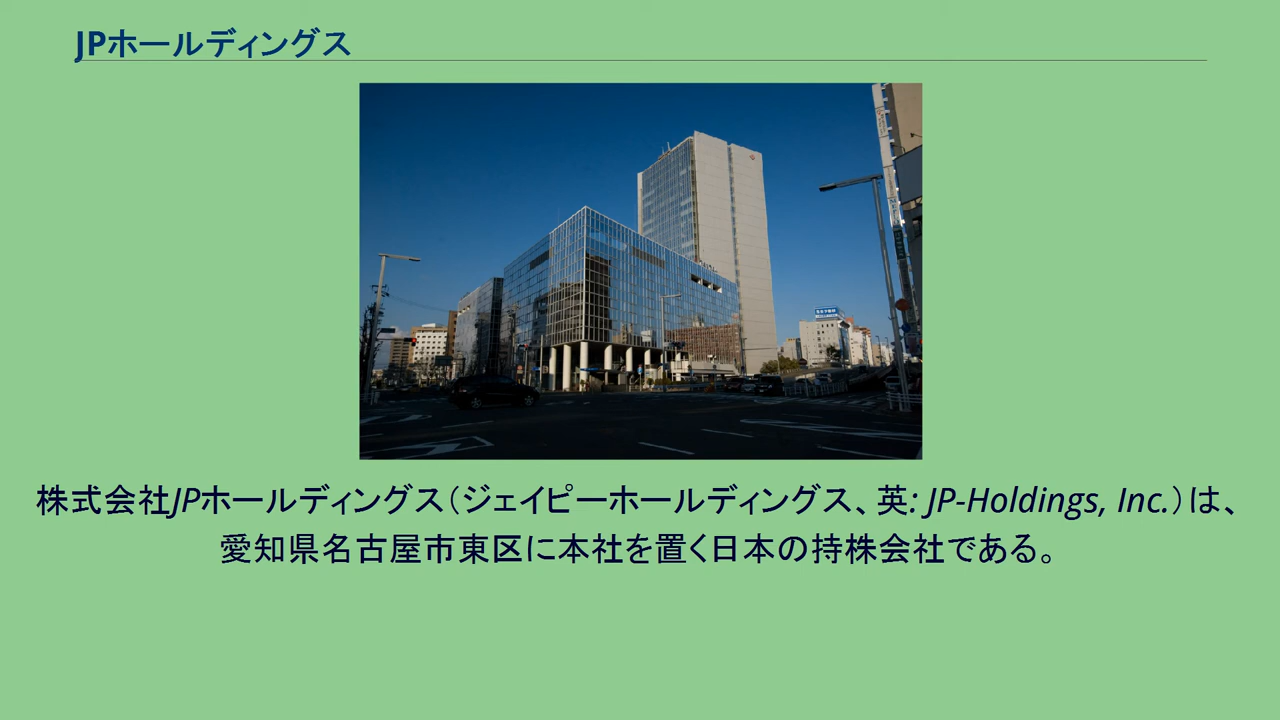 JPホールディングス
株式会社JPホールディングス（ジェイピーホールディングス、英: JP-Holdings, Inc.）は、
愛知県名古屋市東区に本社を置く日本の持株会社である。